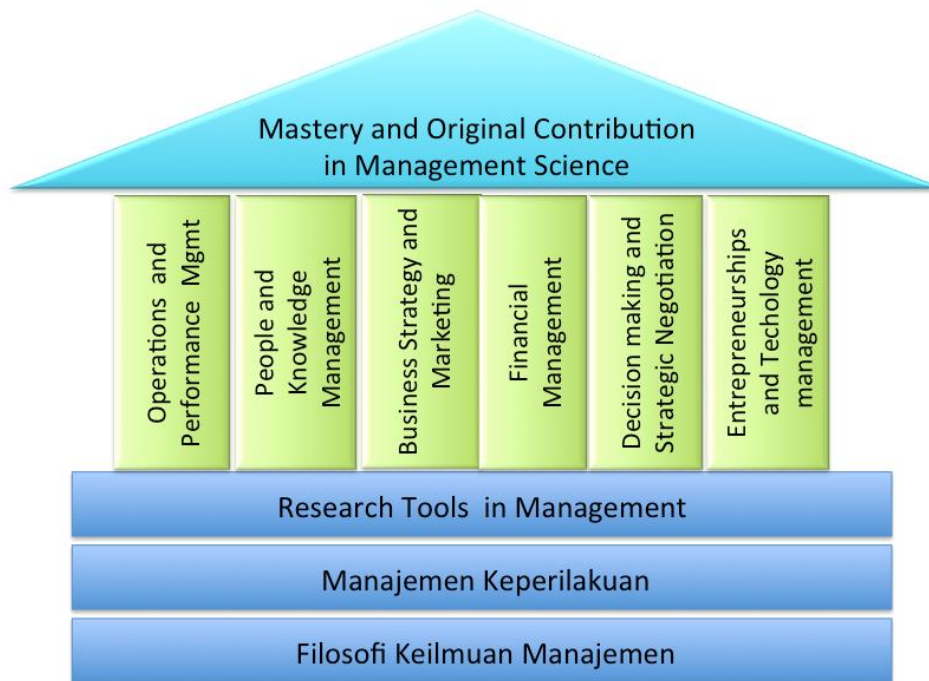 Mastery and Original Contribution
in Management Science
Operations and
Performance Mgmt
People and
Knowledge
Management
Business Strategy and
Marketing
Financial
Management
Decision making and
Strategic Negotiation
Entrepreneurships
and Techology
management
Research Tools in Management
Manajemen Keperilakuan
Filosofi Keilmuan Manajemen